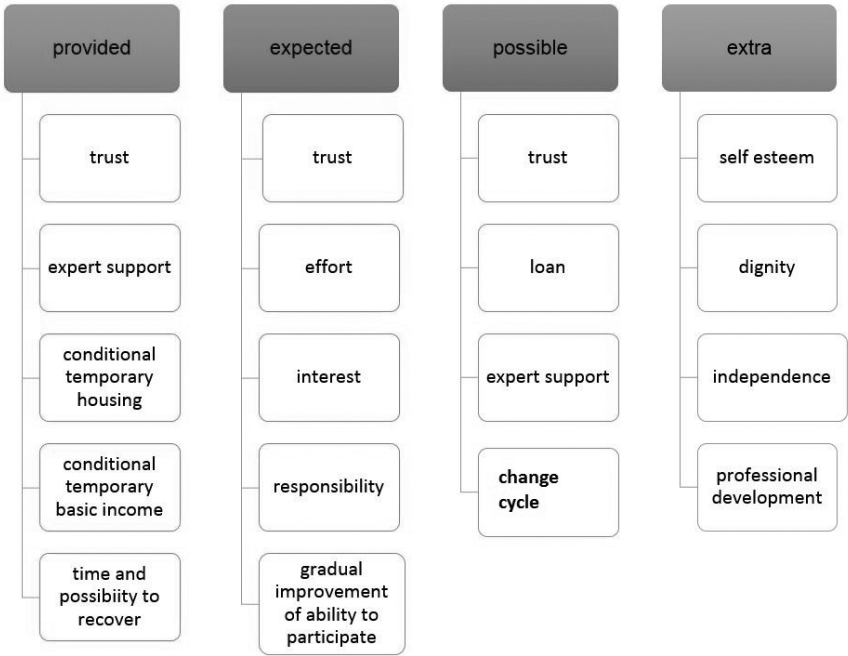 provided
trust
expert support
conditional
temporary
housing
conditional
temporary
basic income
time and
possibiity to
recover
expected
trust
effort
interest
responsibility
gradual
improvement
of ability to
participate
possible
trust
loan
expert support
change
cycle
extra
self esteem
dignity
independence
professional
development